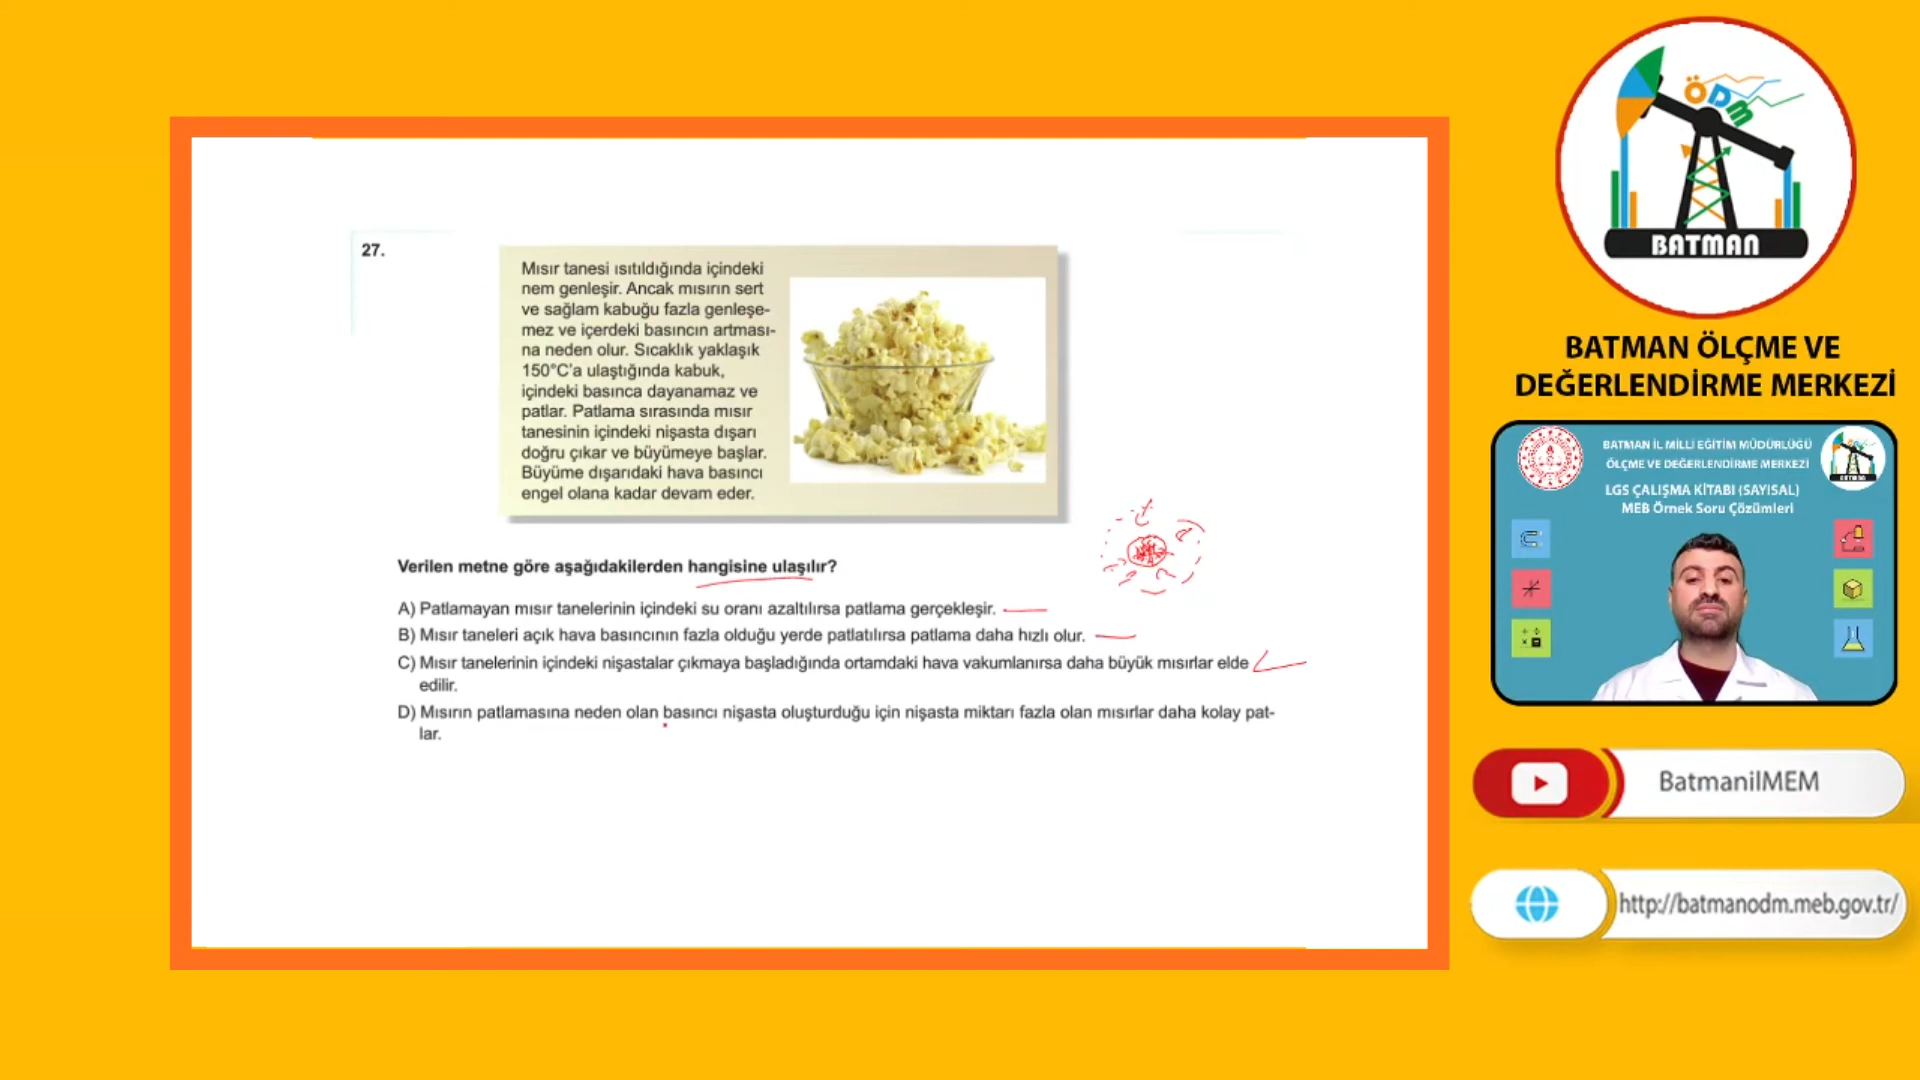 27.
Mısır tanesi ısıtıldığında içindeki
nem genleşir. Ancak mısırın sert
ve sağlam kabuğu fazla genleşe-
mez ve içerdeki basıncın artması-
na neden olur. Sıcaklık yaklaşık
150°C'a ulaştığında kabuk,
içindeki basınca dayanamaz ve
patlar. Patlama sırasında mısır
tanesinin içindeki nişasta dışarı
doğru çıkar ve büyümeye başlar.
Büyüme dışarıdaki hava basıncı
engel olana kadar devam eder.
Verilen metne göre aşağıdakilerden hangisine ulaşılır?
A) Patlamayan mısır tanelerinin içindeki su oranı azaltılırsa patlama gerçekleşir.
B) Mısır taneleri açık hava basıncının fazla olduğu yerde patlatılırsa patlama daha hızlı olur.
C) Mısır tanelerinin içindeki nişastalar çıkmaya başladığında ortamdaki hava vakumlanırsa daha büyük mısırlar elde
edilir.
D) Mısırın patlamasına neden olan basıncı nişasta oluşturduğu için nişasta miktarı fazla olan mısırlar daha kolay pat-
lar.
ÖDM
BATMAN
BATMAN ÖLÇME VE
DEĞERLENDİRME MERKEZİ
BATMAN İL MİLLİ EĞİTİM MÜDÜRLÜĞÜ
ÖLÇME VE DEĞERLENDİRME MERKEZİ
LGS ÇALIŞMA KİTABI (SAYISAL)
MEB Örnek Soru Çözümleri
BatmanilMEM
http://batmanodm.meb.gov.tr/